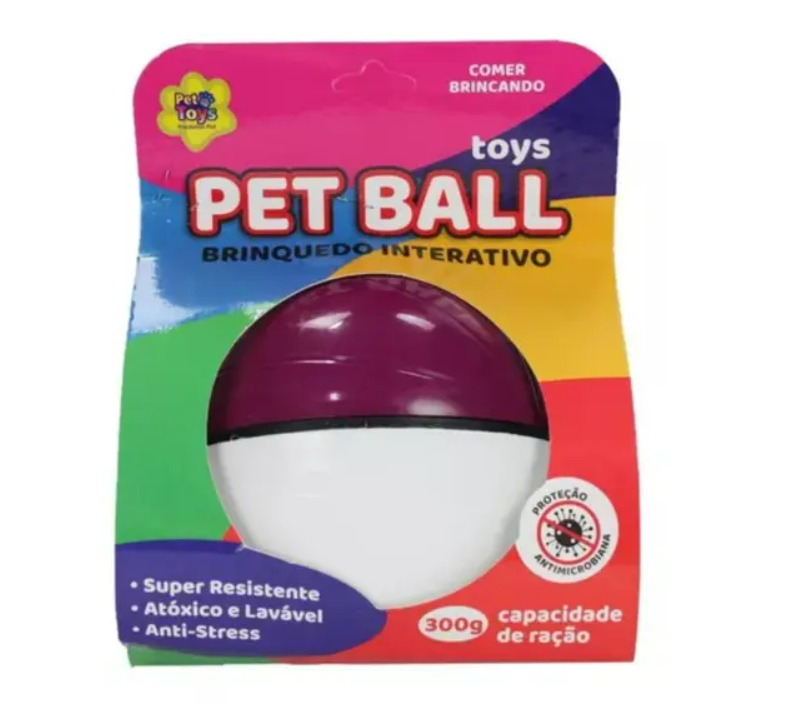 Pet
Toys
COMER
BRINCANDO
toys
PET BALL
BRINQUEDO INTERATIVO
PROTEÇÃO
ANTIMICROBIANA
• Super Resistente
• Atóxico e Lavável
• Anti-Stress
300g
capacidade
de ração